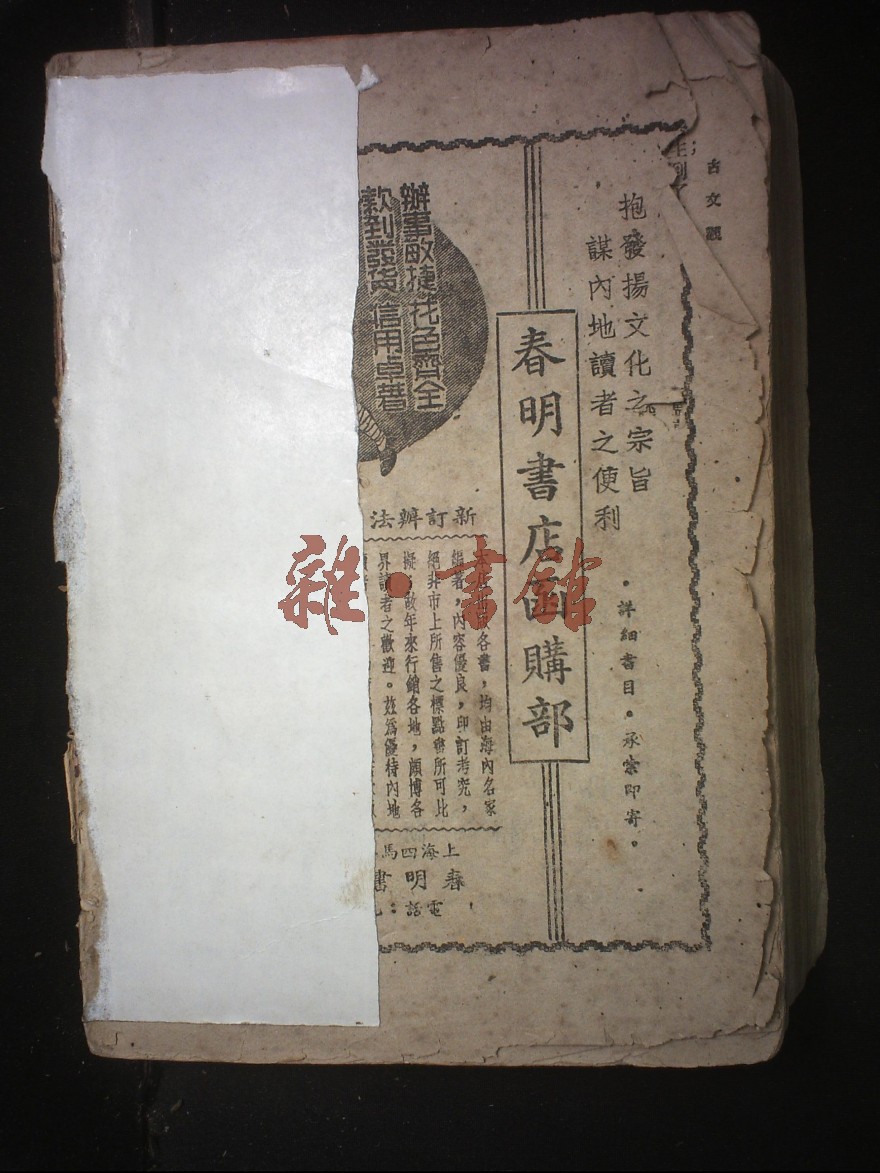 古文觀
抱發揚文化之宗旨
謀內地讀者之便利
·詳細書目。承索即寄。
春明書店函購部
辦事敏捷 花色齊全
款到發貨 信用卓著
新訂辦法
各書,均由海內名家
編著,內容優良,印訂考究,
絕非市上所售之標點書所可比
擬,故年來行銷各地,頗博各
界讀者之歡迎。茲為優待內地
上海四馬
春明書
電話:
雜·書館